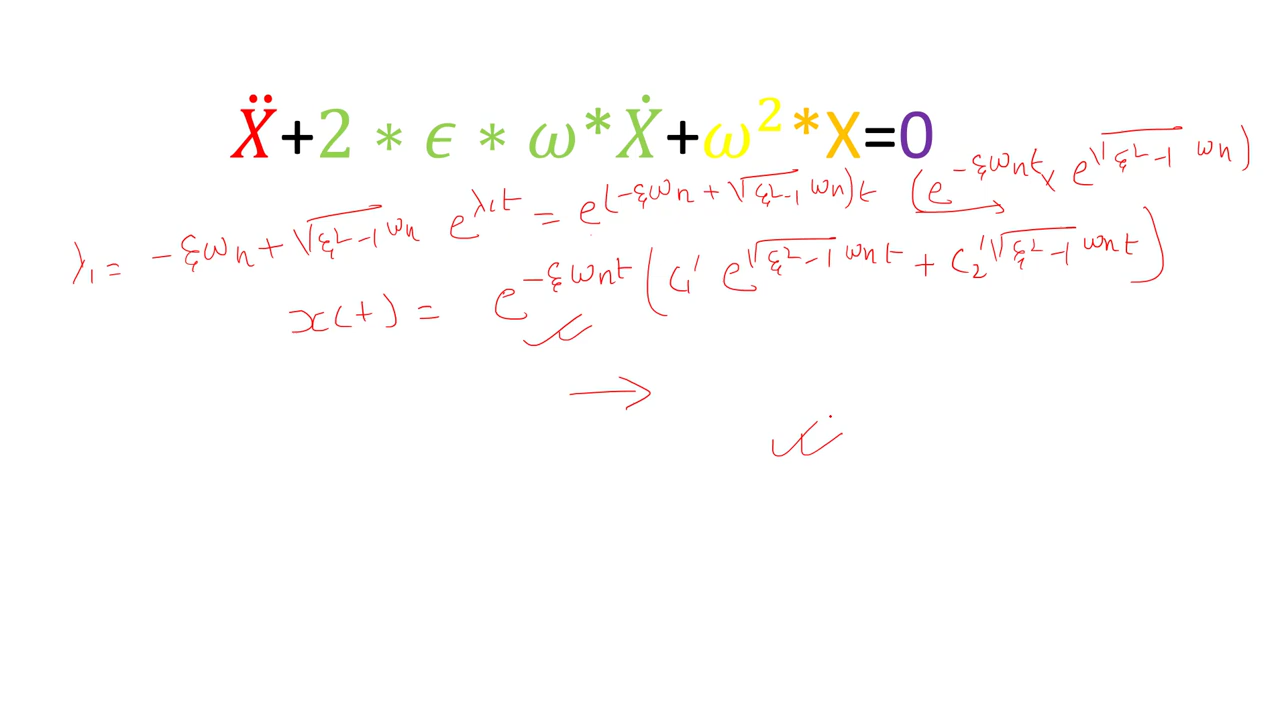 Ẍ+2 * ϵ * ω*Ẋ+ω²*X=0
λ₁ = -ξωn + √ξ²-1 ωn e^λ₁t = e^(-ξωn + √ξ²-1 ωn)t (e^-ξωnt x e^√ξ²-1 ωn)
x(t) = e^-ξωnt (C₁' e^√ξ²-1 ωnt + C₂'^√ξ²-1 ωnt)
→